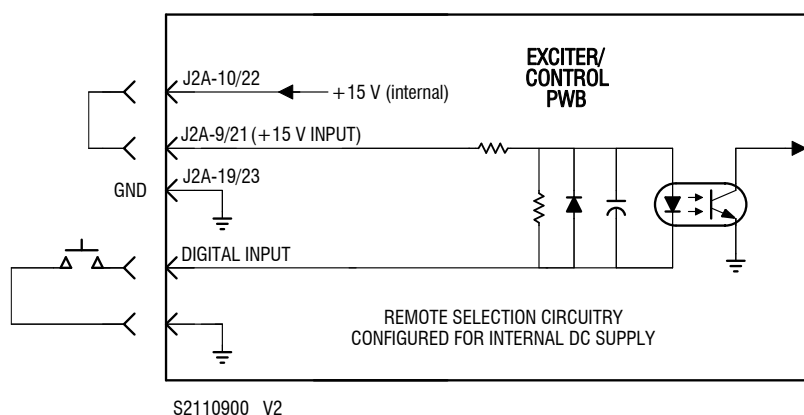 J2A-10/22
+15 V (internal)
EXCITER/
CONTROL
PWB
J2A-9/21 (+15 V INPUT)
J2A-19/23
GND
DIGITAL INPUT
REMOTE SELECTION CIRCUITRY
CONFIGURED FOR INTERNAL DC SUPPLY
S2110900 V2